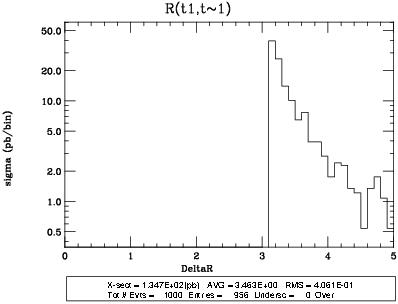 R(t1,t~1)
sigma (pb/bin)
50.0
20.0
10.0
5.0
2.0
1.0
0.5
0 1 2 3 4 5
DeltaR
X-sect = 1.347E+02(pb) AVG = 3.463E+00 RMS = 4.061E-01
Tot # Evts = 1000 Entries = 956 Undersc = 0 Over